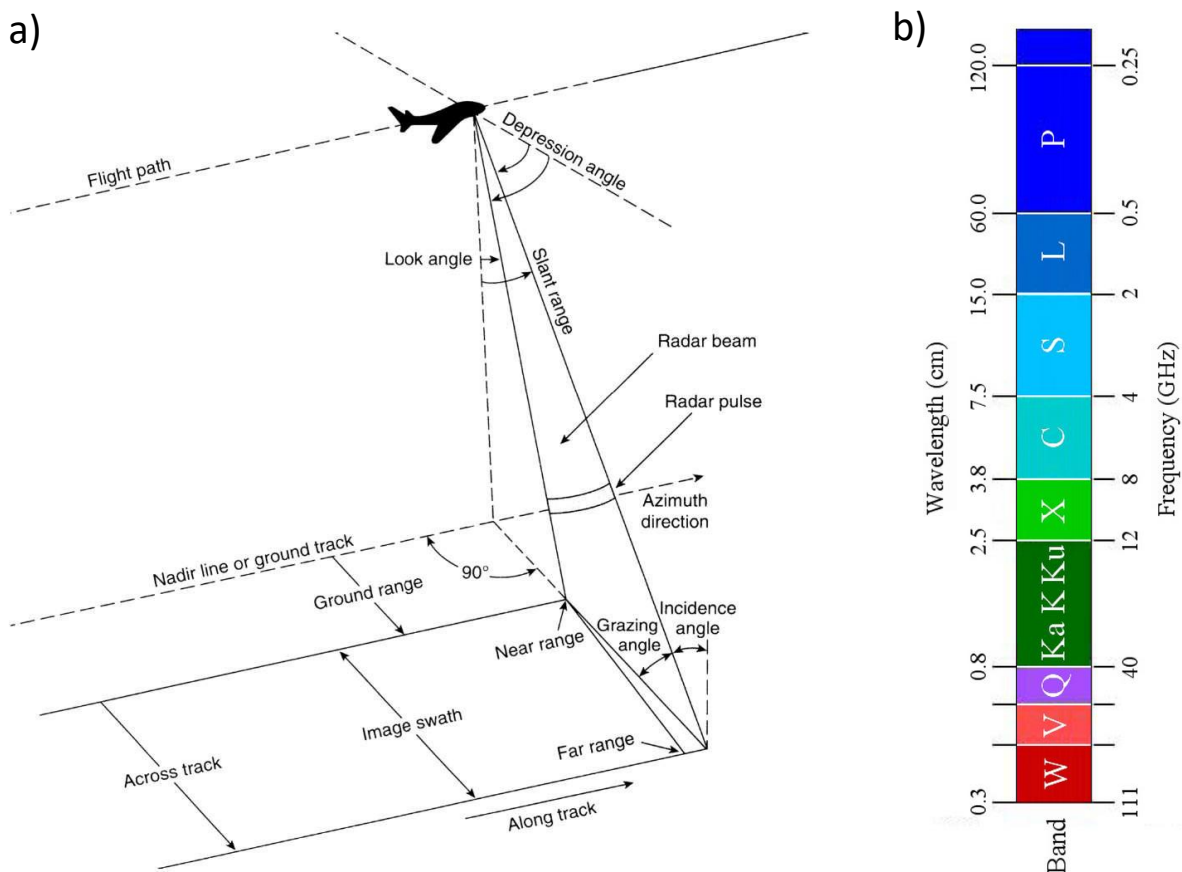 a)
Flight path
Depression angle
Look angle
Slant range
Radar beam
Radar pulse
Azimuth
direction
Nadir line or ground track
90°
Ground range
Near range
Grazing
angle
Incidence
angle
Image swath
Far range
Across track
Along track
b)
Wavelength (cm)
120.0
60.0
15.0
7.5
3.8
2.5
0.8
0.3
P
L
S
C
X
Ka K Ku
Q
V
W
Band
0.25
0.5
2
4
8
12
40
111
Frequency (GHz)